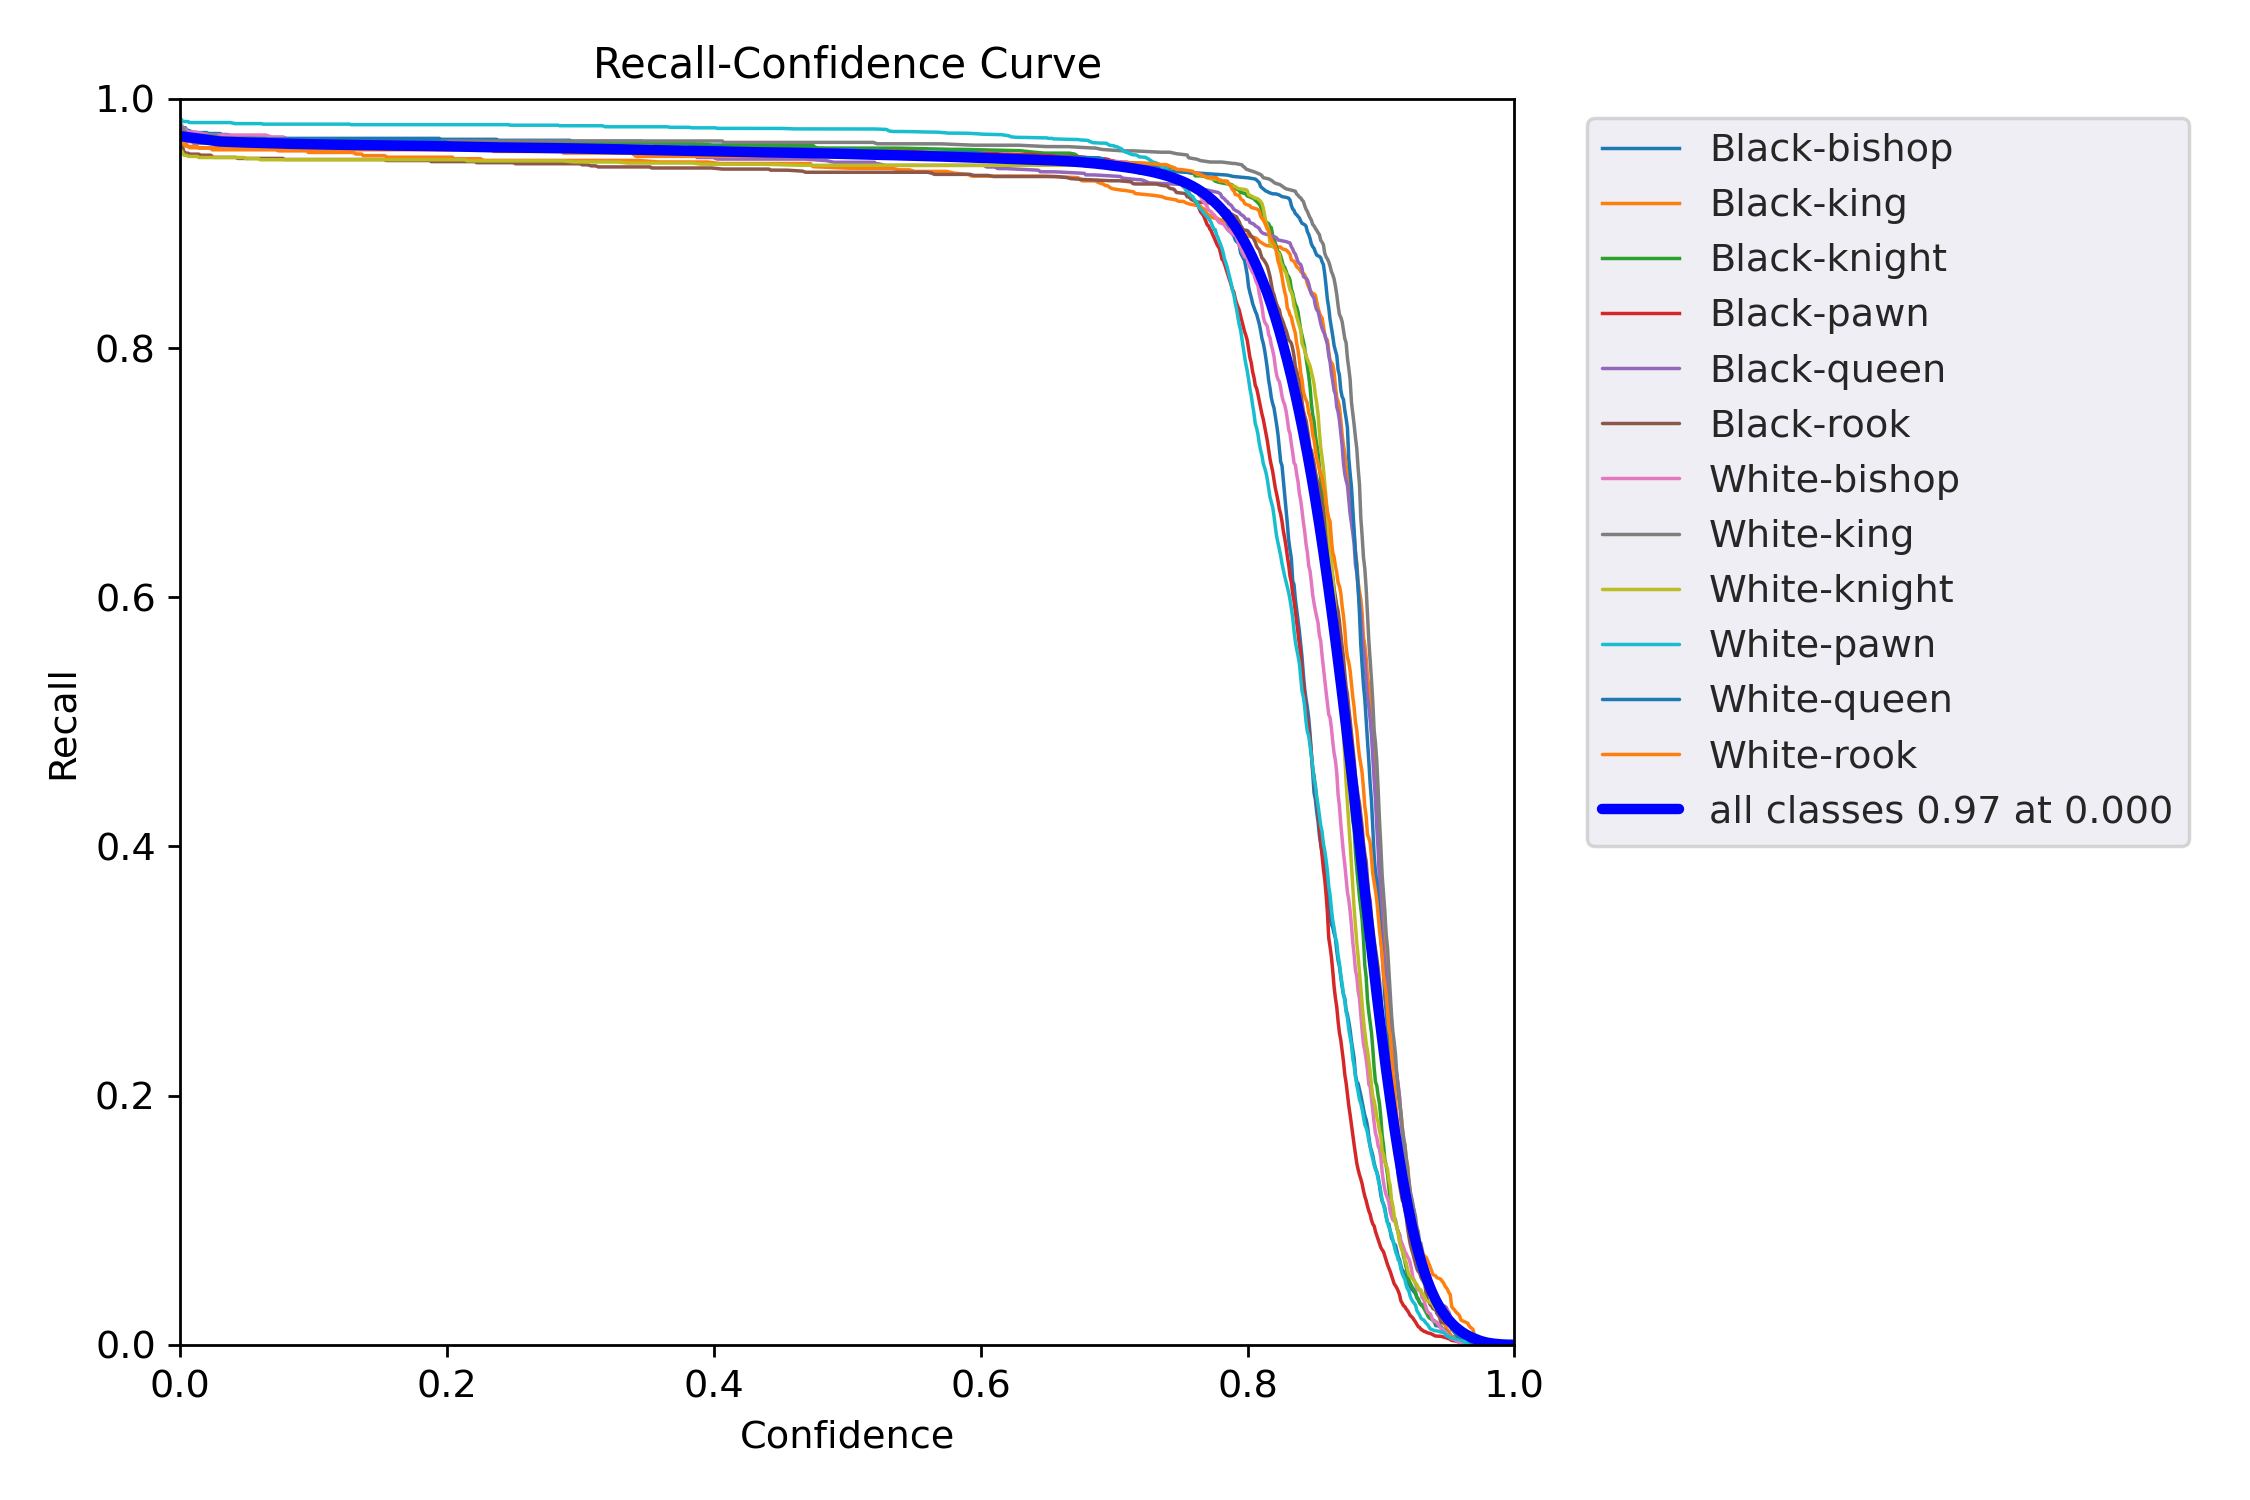 Recall-Confidence Curve
1.0
0.8
0.6
0.4
0.2
0.0
Recall
0.0 0.2 0.4 0.6 0.8 1.0
Confidence
Black-bishop
Black-king
Black-knight
Black-pawn
Black-queen
Black-rook
White-bishop
White-king
White-knight
White-pawn
White-queen
White-rook
all classes 0.97 at 0.000